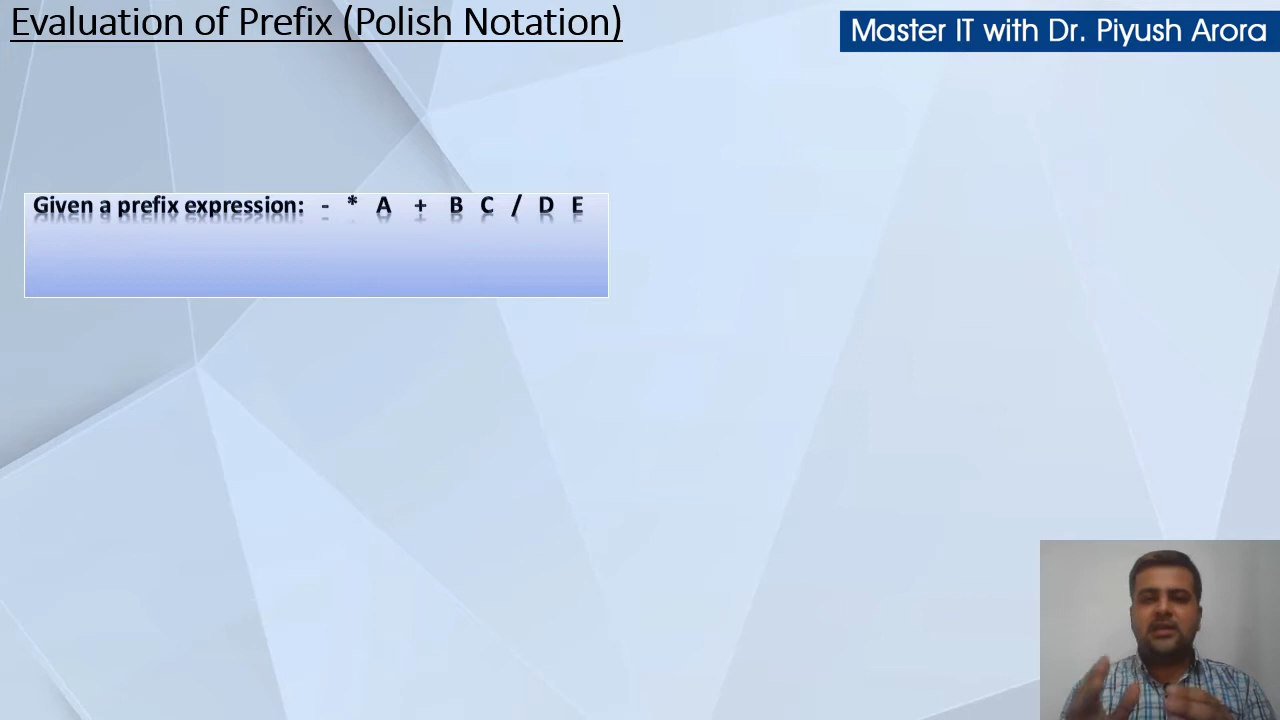 Evaluation of Prefix (Polish Notation)
Master IT with Dr. Piyush Arora
Given a prefix expression: - * A + B C / D E